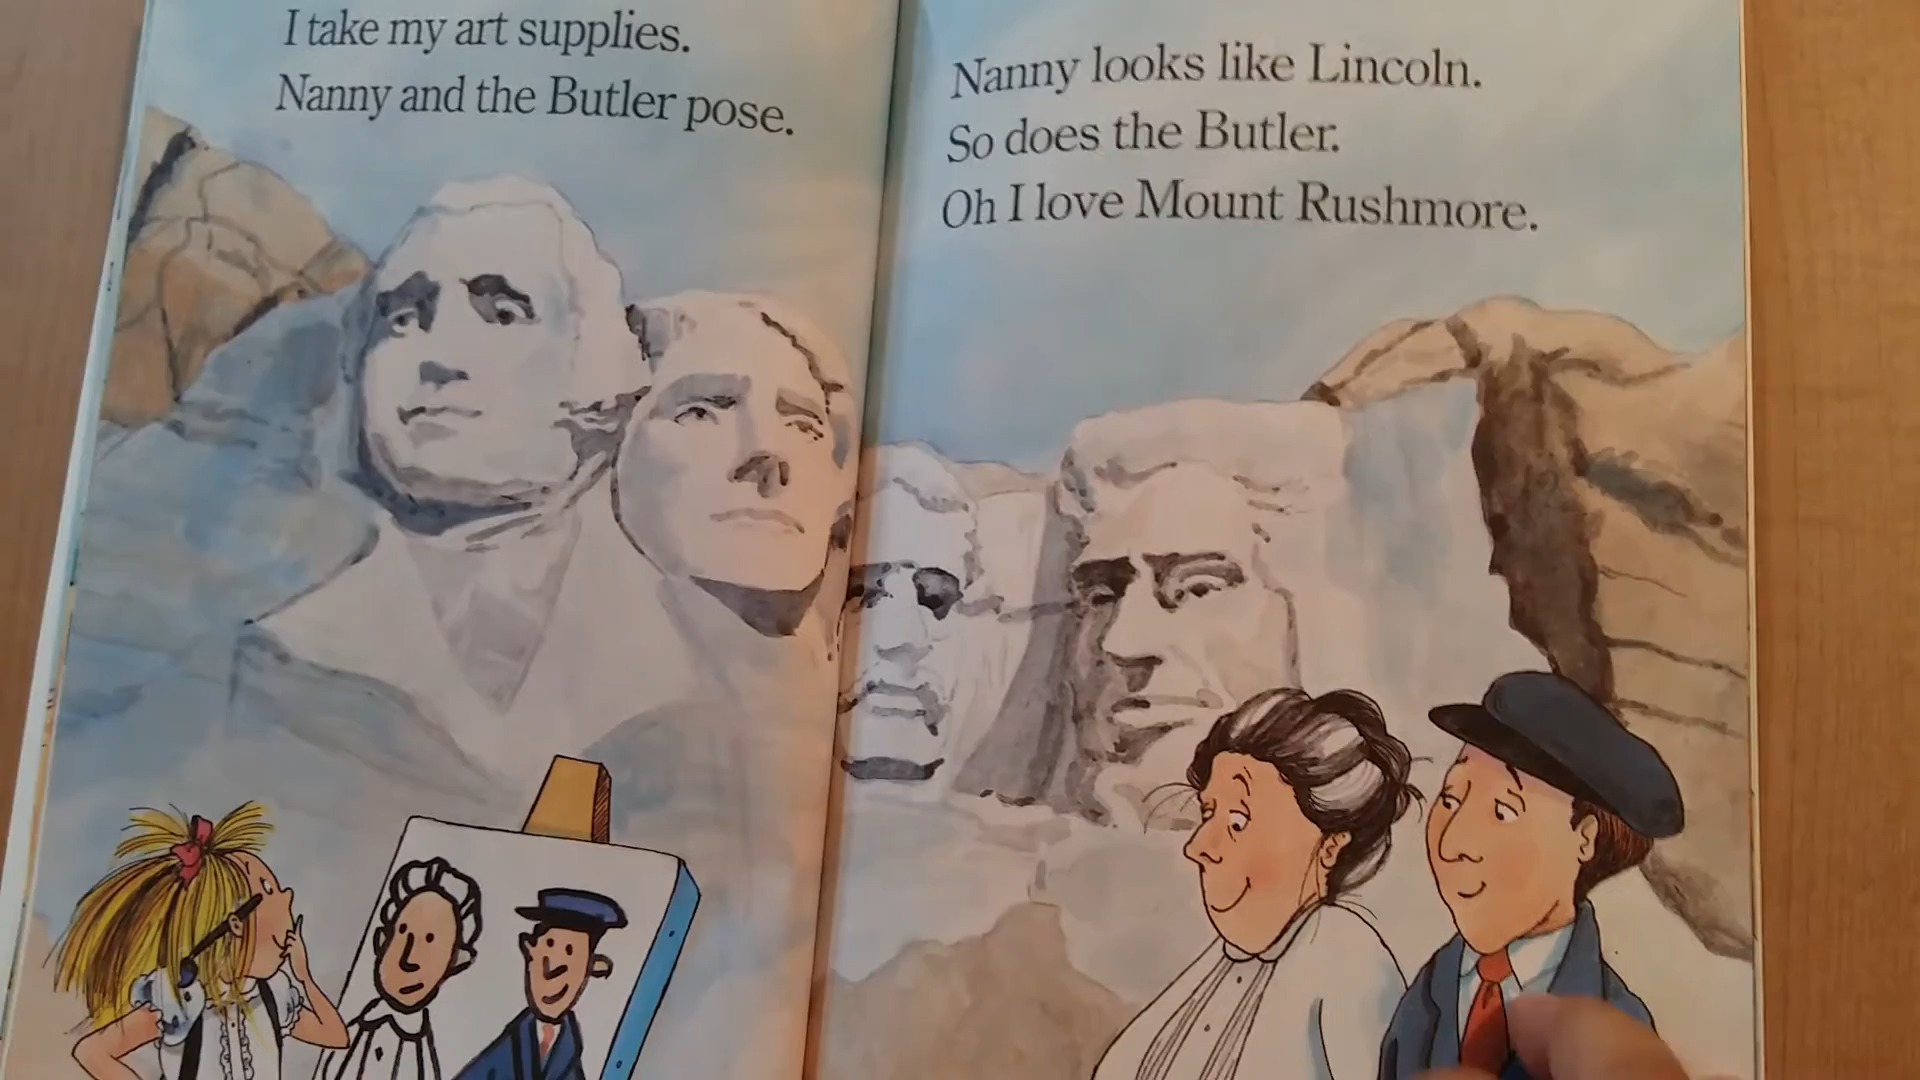 I take my art supplies.
Nanny and the Butler pose.
Nanny looks like Lincoln.
So does the Butler.
Oh I love Mount Rushmore.